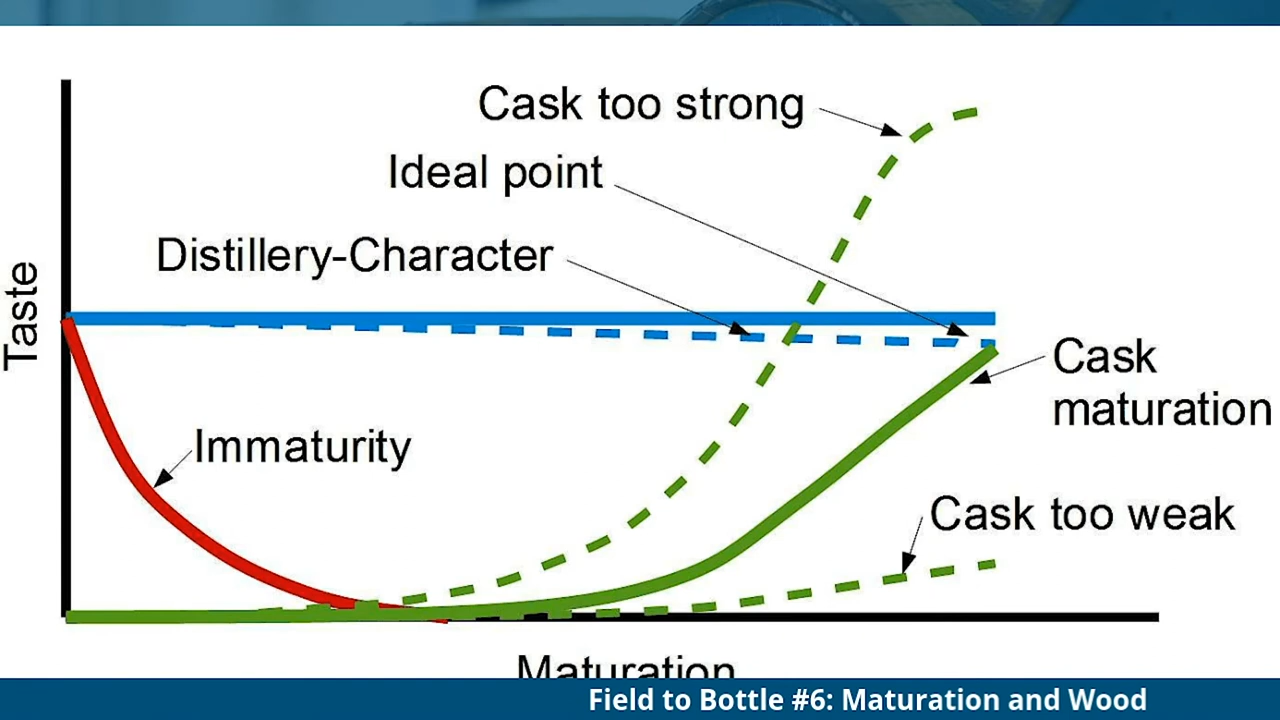 Cask too strong
Ideal point
Distillery-Character
Taste
Cask
maturation
Immaturity
Cask too weak
Maturation
Field to Bottle #6: Maturation and Wood